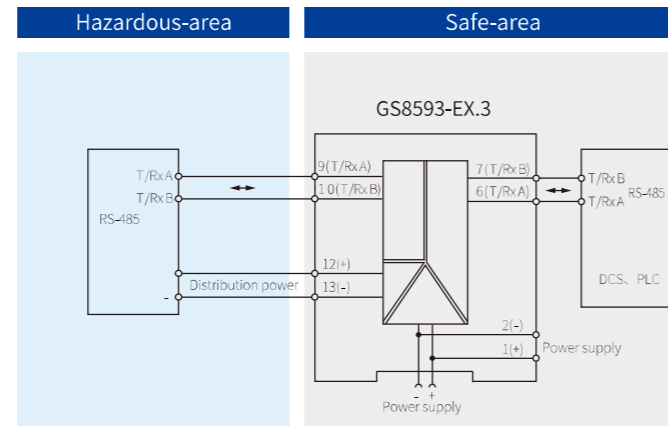 Hazardous-area
Safe-area
GS8593-EX.3
T/RxA
T/RxB
RS-485
-
Distribution power
9(T/RxA)
10(T/RxB)
12(+)
13(-)
7(T/RxB)
6(T/RxA)
2(-)
1(+)
Power supply
- +
Power supply
T/RxB
RS-485
T/RxA
DCS、PLC